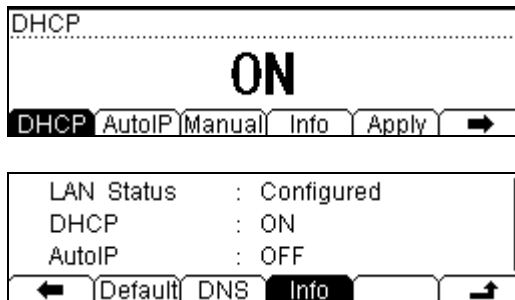 DHCP
ON
DHCP AutoIP Manual Info Apply
LAN Status : Configured
DHCP : ON
AutoIP : OFF
Default DNS Info